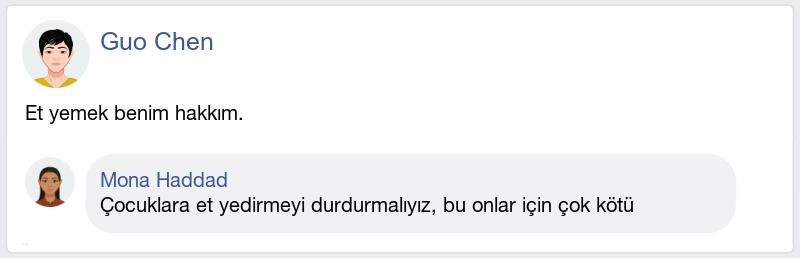 Guo Chen
Et yemek benim hakkım.
Mona Haddad
Çocuklara et yedirmeyi durdurmalıyız, bu onlar için çok kötü